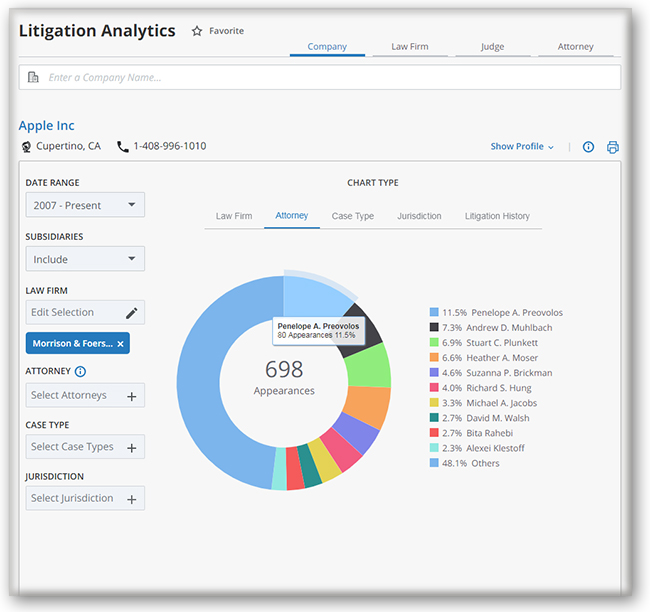 Litigation Analytics
Favorite
Company
Law Firm
Judge
Attorney
Enter a Company Name...
Apple Inc
Cupertino, CA
1-408-996-1010
Show Profile
DATE RANGE
2007 - Present
SUBSIDIARIES
Include
LAW FIRM
Edit Selection
Morrison & Foers... ×
ATTORNEY
Select Attorneys +
CASE TYPE
Select Case Types +
JURISDICTION
Select Jurisdiction +
CHART TYPE
Law Firm
Attorney
Case Type
Jurisdiction
Litigation History
Penelope A. Preovolos
80 Appearances 11.5%
698
Appearances
11.5% Penelope A. Preovolos
7.3% Andrew D. Muhlbach
6.9% Stuart C. Plunkett
6.6% Heather A. Moser
4.6% Suzanna P. Brickman
4.0% Richard S. Hung
3.3% Michael A. Jacobs
2.7% David M. Walsh
2.7% Bita Rahebi
2.3% Alexei Klestoff
48.1% Others